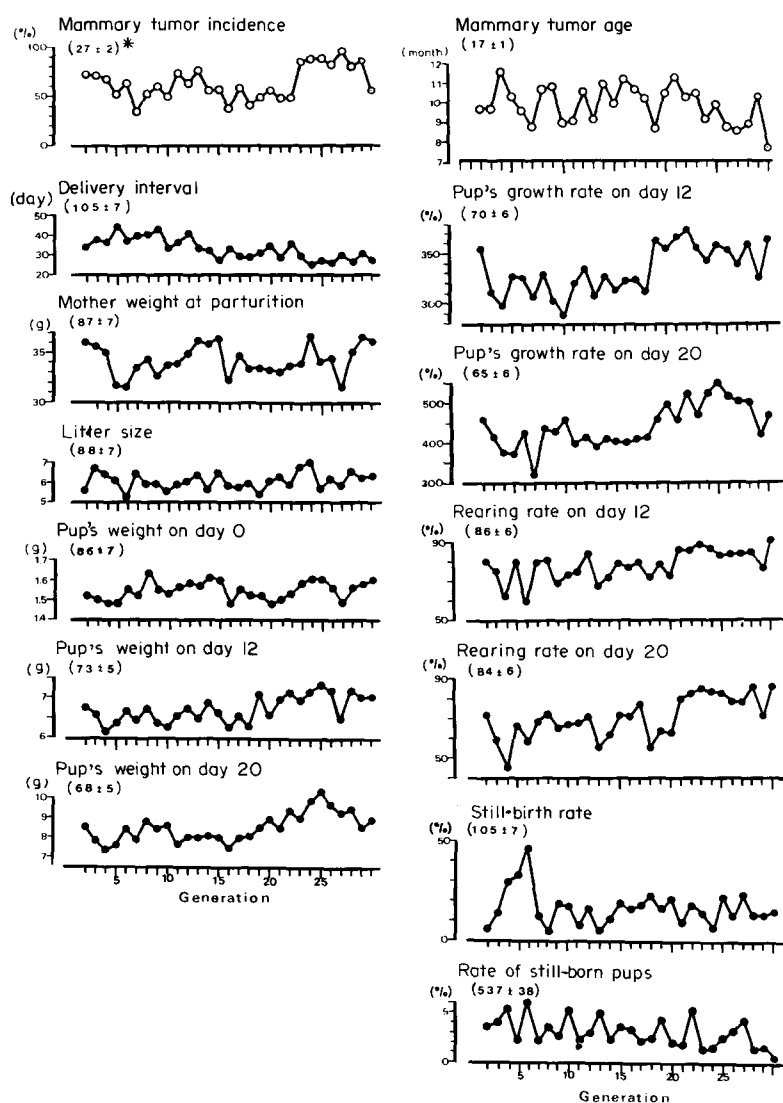 Mammary tumor incidence
(%)
(27 ± 2)*
100
50
0
Delivery interval
(day)
(105 ± 7)
50
40
30
20
Mother weight at parturition
(g)
(87 ± 7)
35
30
Litter size
(88 ± 7)
7
6
5
Pup's weight on day 0
(g)
(86 ± 7)
1.7
1.6
1.5
1.4
Pup's weight on day 12
(g)
(73 ± 5)
7
6
Pup's weight on day 20
(g)
(68 ± 5)
10
9
8
7
5 10 15 20 25
Generation
Mammary tumor age
(month)
(17 ± 1)
12
11
10
9
8
7
Pup's growth rate on day 12
(%)
(70 ± 6)
350
300
Pup's growth rate on day 20
(%)
(65 ± 6)
500
400
300
Rearing rate on day 12
(%)
(86 ± 6)
90
50
Rearing rate on day 20
(%)
(84 ± 6)
90
50
Still-birth rate
(%)
(105 ± 7)
50
0
Rate of still-born pups
(%)
(537 ± 38)
5
0
5 10 15 20 25 30
Generation